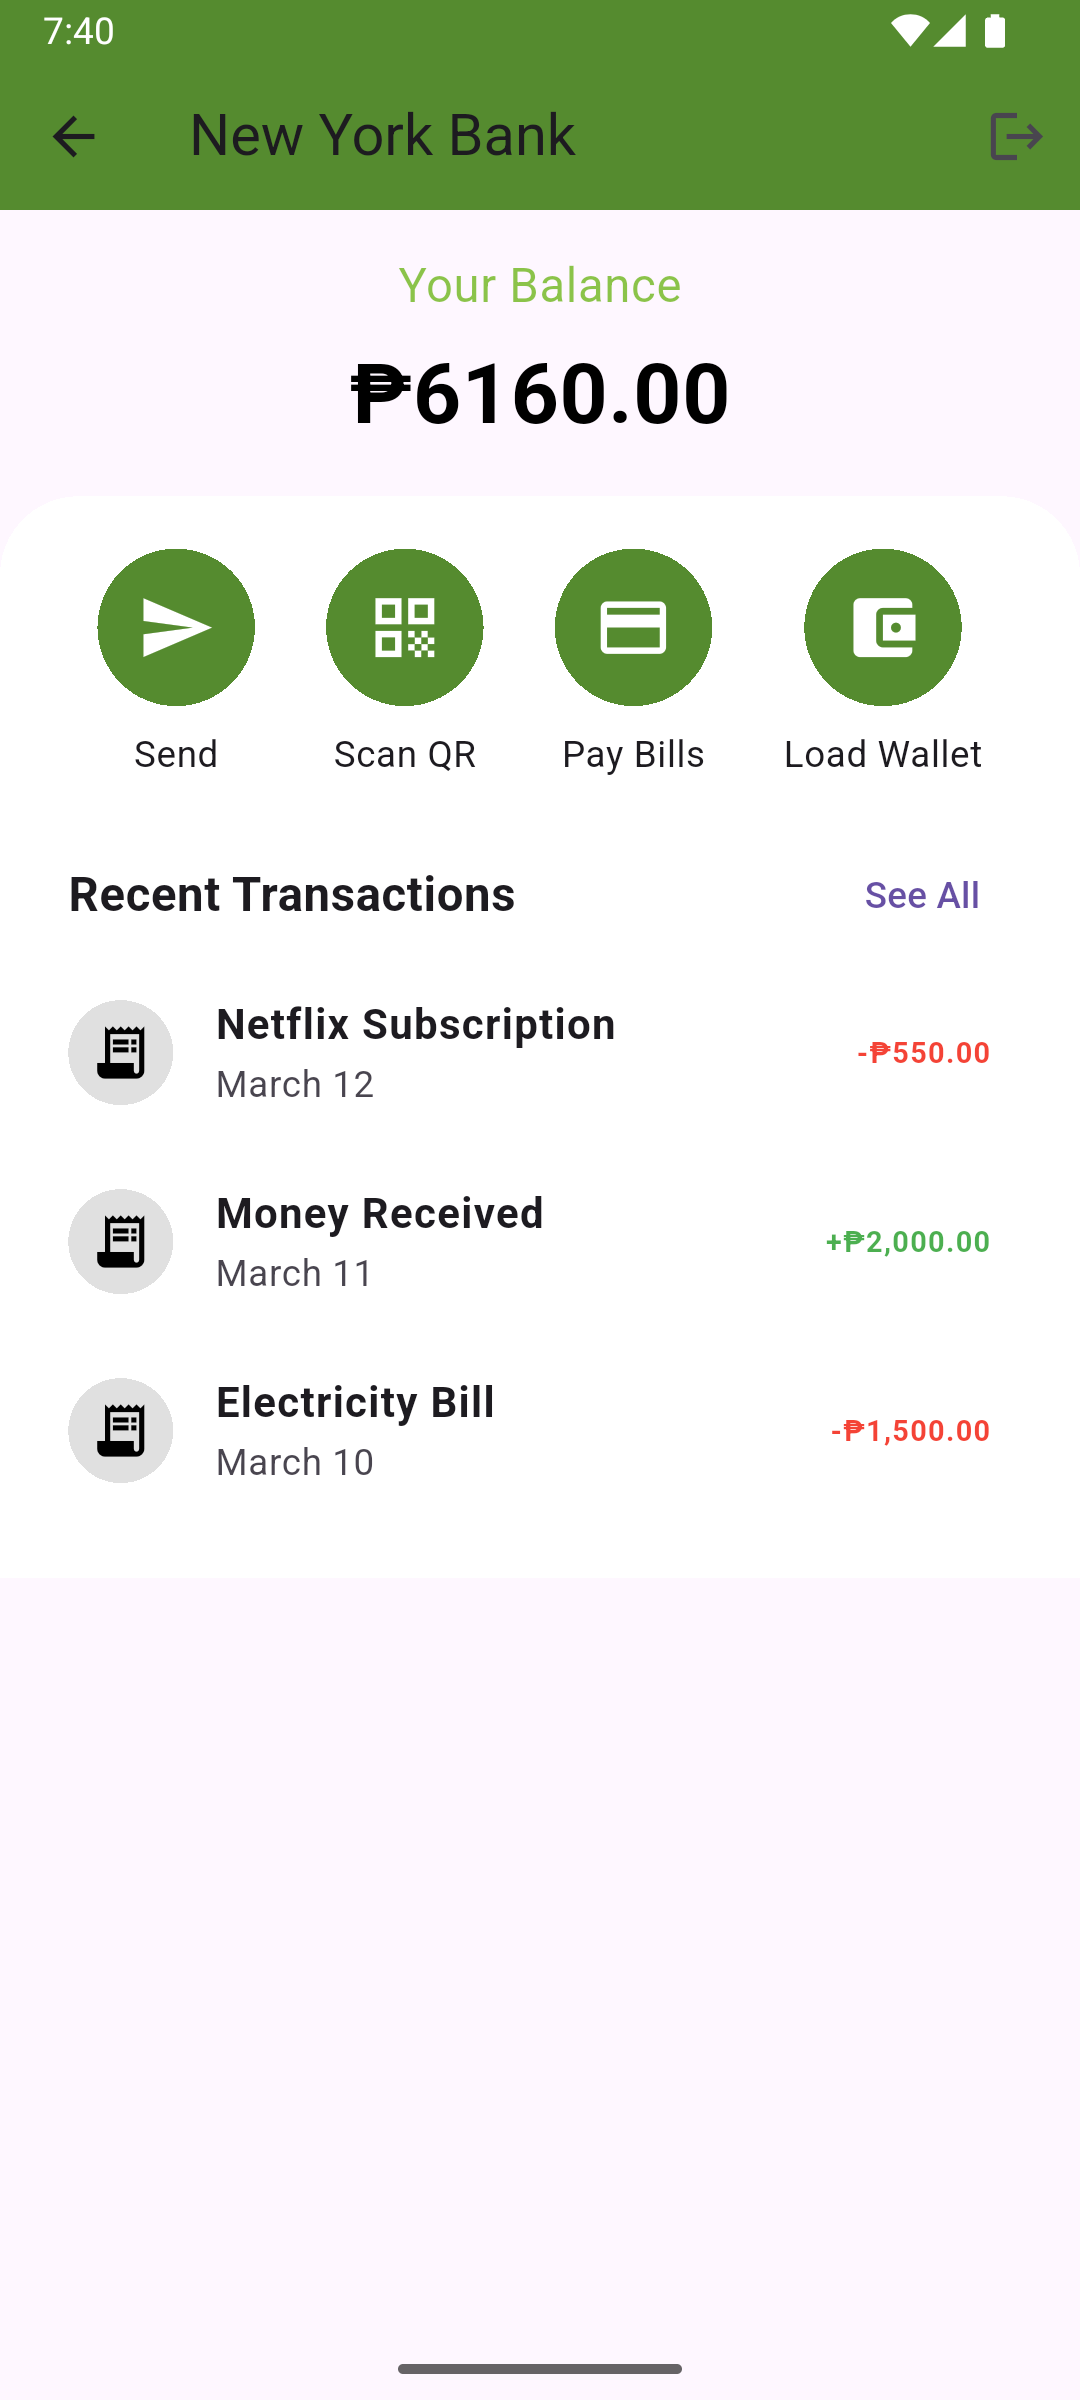 7:40
New York Bank
Your Balance
₱6160.00
Send
Scan QR
Pay Bills
Load Wallet
Recent Transactions
See All
Netflix Subscription
March 12
-₱550.00
Money Received
March 11
+₱2,000.00
Electricity Bill
March 10
-₱1,500.00